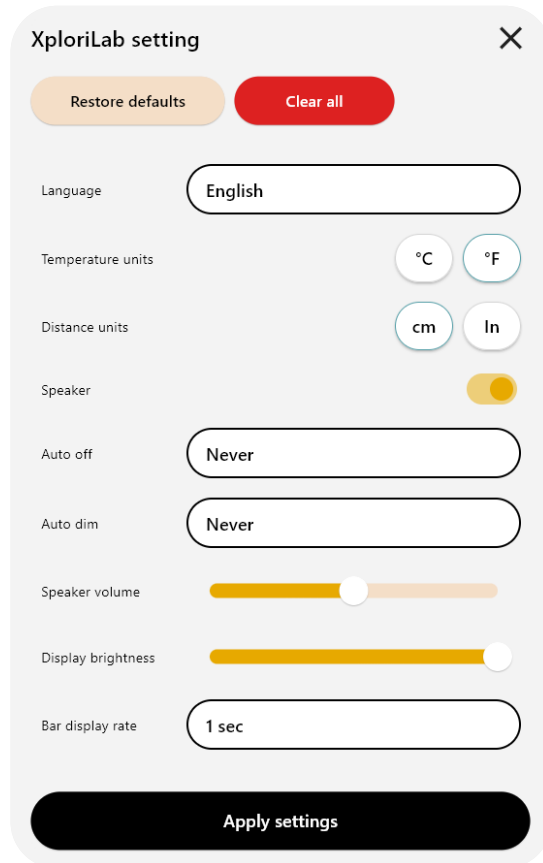 XploriLab setting
Restore defaults
Clear all
Language
English
Temperature units
°C
°F
Distance units
cm
In
Speaker
Auto off
Never
Auto dim
Never
Speaker volume
Display brightness
Bar display rate
1 sec
Apply settings